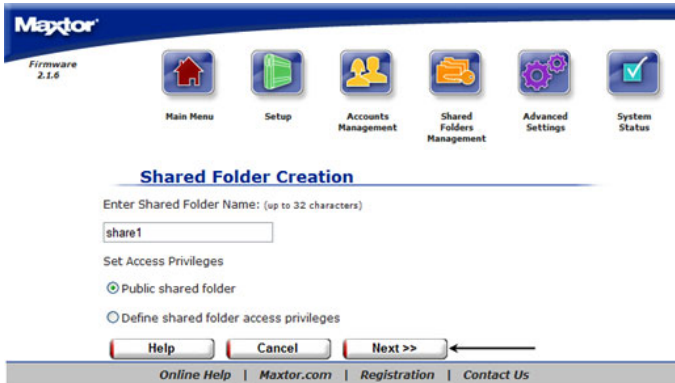 Maxtor
Firmware
2.1.6
Main Menu
Setup
Accounts
Management
Shared
Folders
Management
Advanced
Settings
System
Status
Shared Folder Creation
Enter Shared Folder Name: (up to 32 characters)
share1
Set Access Privileges
Public shared folder
Define shared folder access privileges
Help
Cancel
Next >>
Online Help | Maxtor.com | Registration | Contact Us